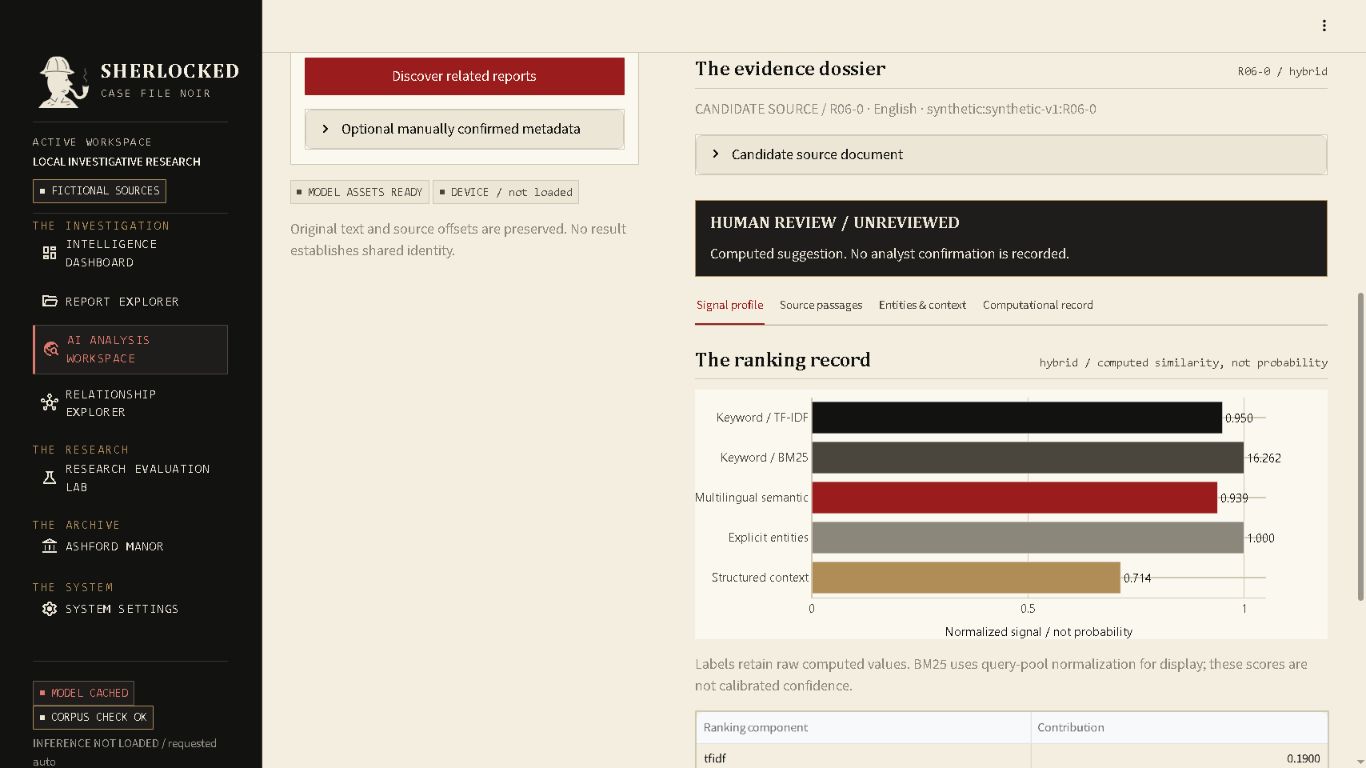 SHERLOCKED
CASE FILE NOIR
ACTIVE WORKSPACE
LOCAL INVESTIGATIVE RESEARCH
FICTIONAL SOURCES
THE INVESTIGATION
INTELLIGENCE
DASHBOARD
REPORT EXPLORER
AI ANALYSIS
WORKSPACE
RELATIONSHIP
EXPLORER
THE RESEARCH
RESEARCH EVALUATION
LAB
THE ARCHIVE
ASHFORD MANOR
THE SYSTEM
SYSTEM SETTINGS
MODEL CACHED
CORPUS CHECK OK
INFERENCE NOT LOADED / requested
auto
Discover related reports
Optional manually confirmed metadata
MODEL ASSETS READY
DEVICE / not loaded
Original text and source offsets are preserved. No result
establishes shared identity.
The evidence dossier
R06-0 / hybrid
CANDIDATE SOURCE / R06-0 · English · synthetic:synthetic-v1:R06-0
Candidate source document
HUMAN REVIEW / UNREVIEWED
Computed suggestion. No analyst confirmation is recorded.
Signal profile
Source passages
Entities & context
Computational record
The ranking record
hybrid / computed similarity, not probability
Keyword / TF-IDF
0.950
Keyword / BM25
16.262
Multilingual semantic
0.939
Explicit entities
1.000
Structured context
0.714
0
0.5
1
Normalized signal / not probability
Labels retain raw computed values. BM25 uses query-pool normalization for display; these scores are
not calibrated confidence.
Ranking component
Contribution
tfidf
0.1900